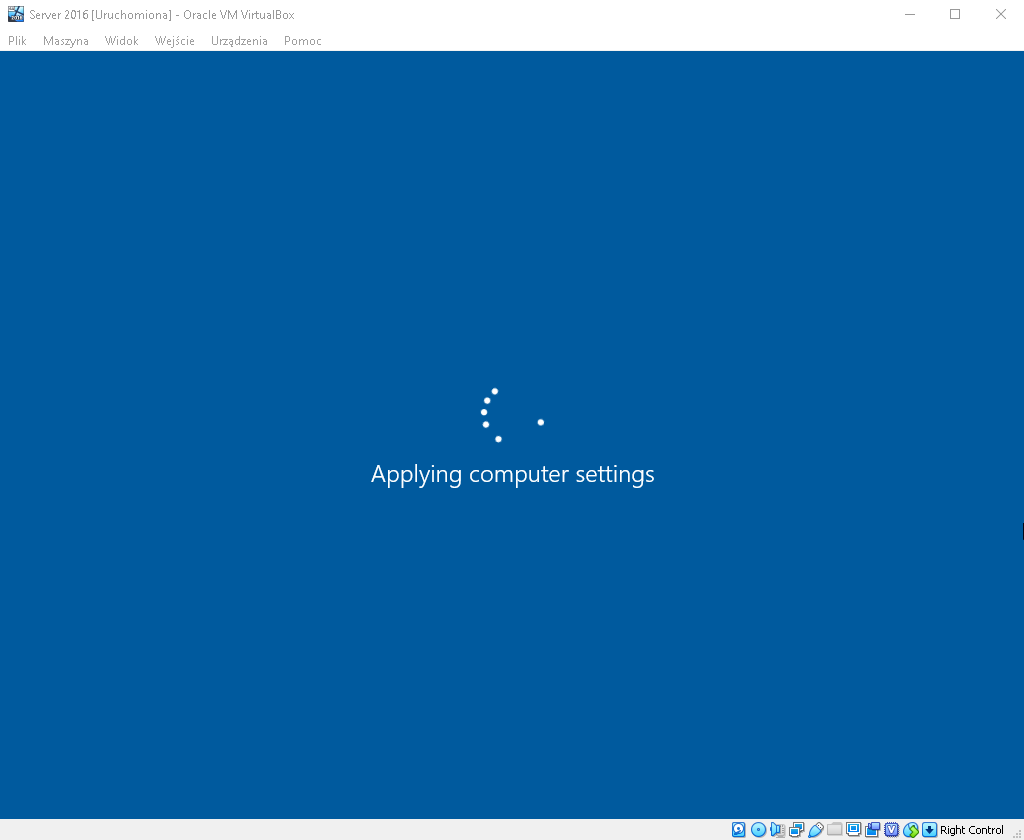 Server 2016 [Uruchomiona] - Oracle VM VirtualBox
Plik Maszyna Widok Wejście Urządzenia Pomoc
Applying computer settings
Right Control